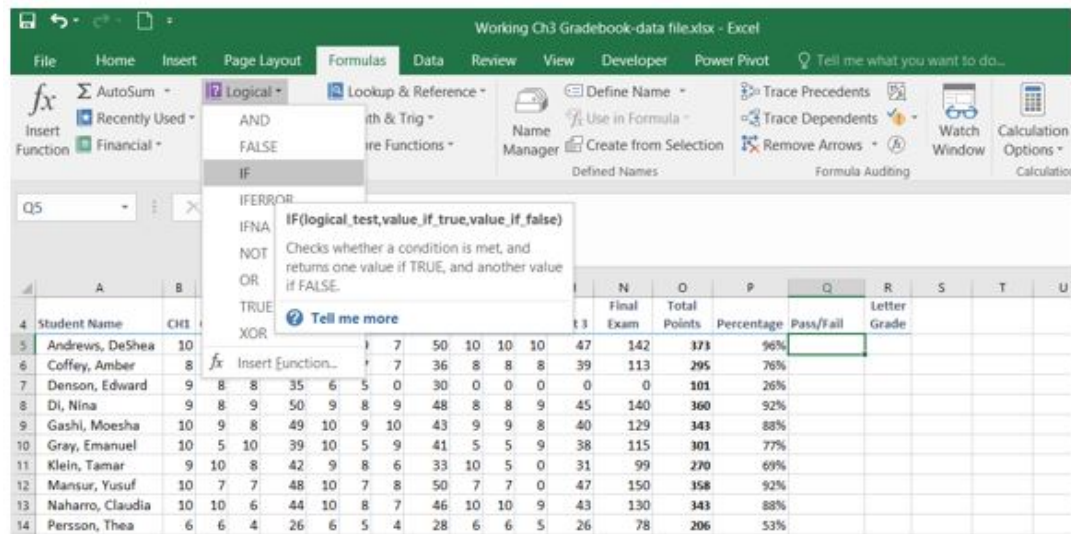 Working Ch3 Gradebook-data file.xlsx - Excel
File Home Insert Page Layout Formulas Data Review View Developer Power Pivot Tell me what you want to do...
fx Insert Function
Σ AutoSum
Recently Used
Financial
Logical
Lookup & Reference
th & Trig
re Functions
Name Manager
Define Name
Use in Formula
Create from Selection
Defined Names
Trace Precedents
Trace Dependents
Remove Arrows
Formula Auditing
Watch Window
Calculation Options
Calculatio
AND
FALSE
IF
IFERROR
IFNA
NOT
OR
TRUE
XOR
fx Insert Function...
IF(logical_test,value_if_true,value_if_false)
Checks whether a condition is met, and
returns one value if TRUE, and another value
if FALSE.
Tell me more
Q5
A B N O P Q R S T U
4 Student Name CH1 t 3 Final Exam Total Points Percentage Pass/Fail Letter Grade
5 Andrews, DeShea 10 7 50 10 10 10 47 142 373 96%
6 Coffey, Amber 8 7 36 8 8 8 39 113 295 76%
7 Denson, Edward 9 8 8 35 6 5 0 30 0 0 0 0 0 101 26%
8 Di, Nina 9 8 9 50 9 8 9 48 8 8 9 45 140 360 92%
9 Gashi, Moesha 10 9 8 49 10 9 10 43 9 9 8 40 129 343 88%
10 Gray, Emanuel 10 5 10 39 10 5 9 41 5 5 9 38 115 301 77%
11 Klein, Tamar 9 10 8 42 9 8 6 33 10 5 0 31 99 270 69%
12 Mansur, Yusuf 10 7 7 48 10 7 8 50 7 7 0 47 150 358 92%
13 Naharro, Claudia 10 10 6 44 10 8 7 46 10 10 9 43 130 343 88%
14 Persson, Thea 6 6 4 26 6 5 4 28 6 6 5 26 78 206 53%